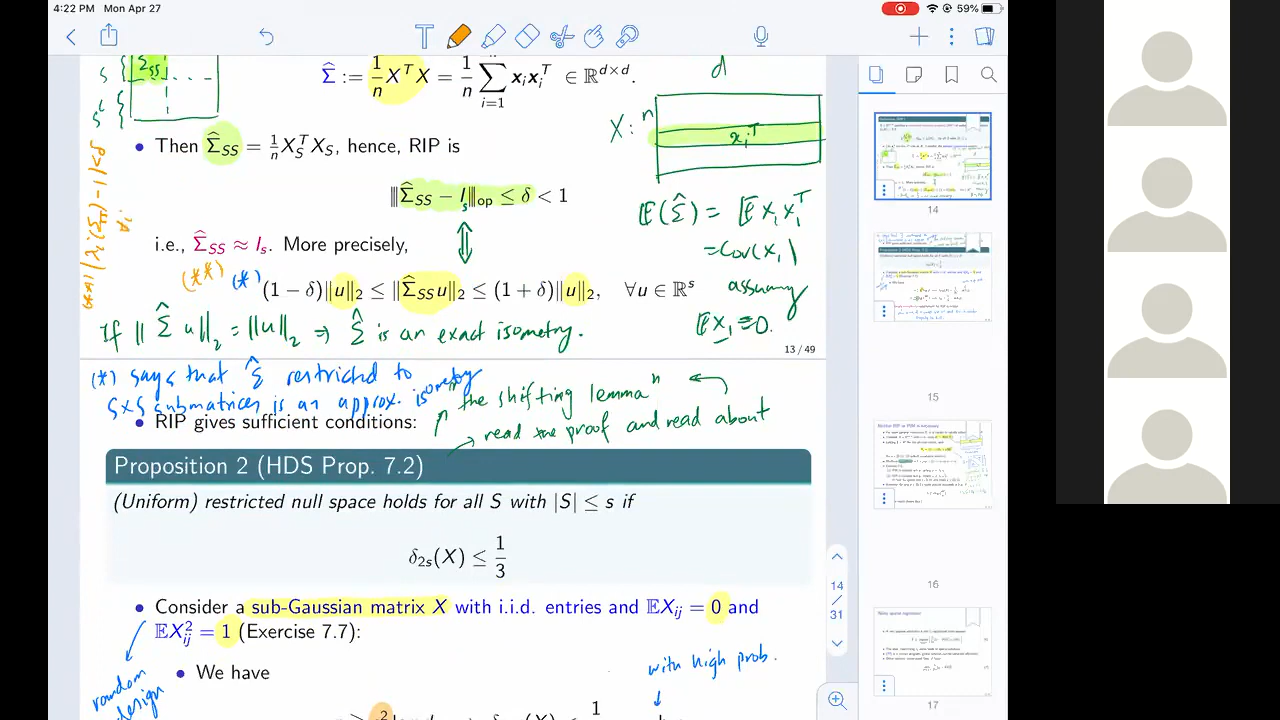 4:22 PM Mon Apr 27
59%
s { Σ̂_SS ...
s^c {
Σ̂ := 1/n X^T X = 1/n ∑_{i=1} x_i x_i^T ∈ ℝ^{d×d}.
d
X: n x_i^T
• Then Σ̂_SS = 1/n X_S^T X_S, hence, RIP is
|||Σ̂_SS − I_s|||_op ≤ δ < 1
𝔼(Σ̂) = 𝔼 x_1 x_1^T
= Cov(x_1)
assuming
𝔼 x_1 = 0.
i.e., Σ̂_SS ≈ I_s. More precisely,
(**) (*) (1 − δ)‖u‖_2 ≤ ‖Σ̂_SS u‖_2 ≤ (1 + δ)‖u‖_2, ∀u ∈ ℝ^s
If ‖Σ̂ u‖_2 = ‖u‖_2 ⇒ Σ̂ is an exact isometry.
13 / 49
(*) says that Σ̂ restricted to
S×S submatrices is an approx. isometry
"the shifting lemma"
→ read the proof and read about
• RIP gives sufficient conditions:
Proposition 2 (HDS Prop. 7.2)
(Uniform) restricted null space holds for all S with |S| ≤ s if
δ_{2s}(X) ≤ 1/3
• Consider a sub-Gaussian matrix X with i.i.d. entries and 𝔼X_ij = 0 and
𝔼X_ij^2 = 1 (Exercise 7.7):
random
design
• We have
with high prob.
14
15
16
17
14
31